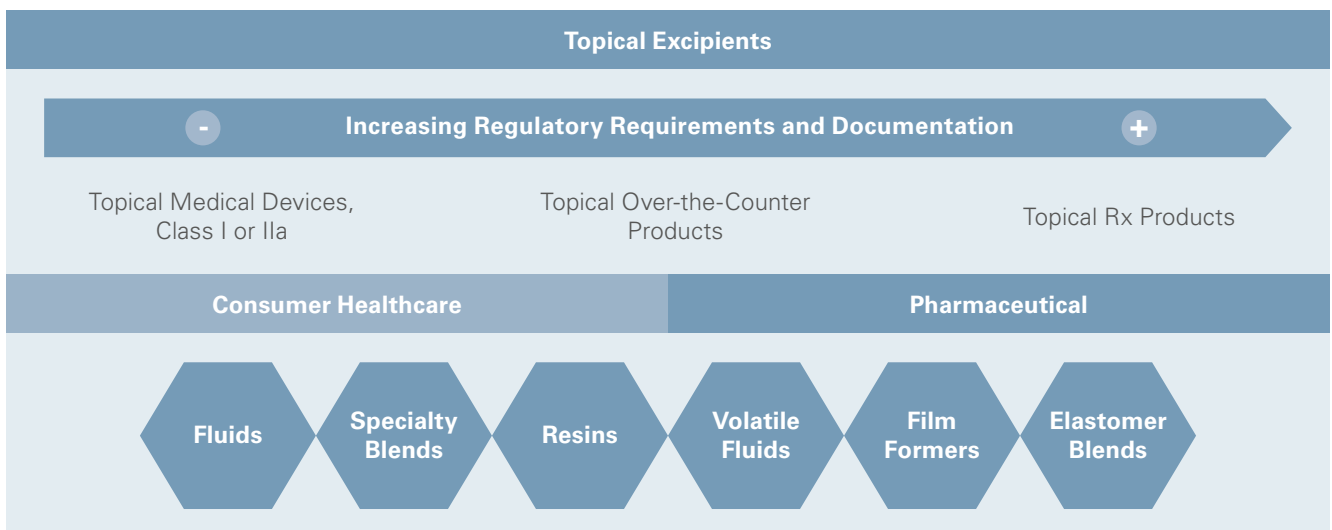 Topical Excipients
- Increasing Regulatory Requirements and Documentation +
Topical Medical Devices,
Class I or IIa
Topical Over-the-Counter
Products
Topical Rx Products
Consumer Healthcare
Pharmaceutical
Fluids
Specialty
Blends
Resins
Volatile
Fluids
Film
Formers
Elastomer
Blends